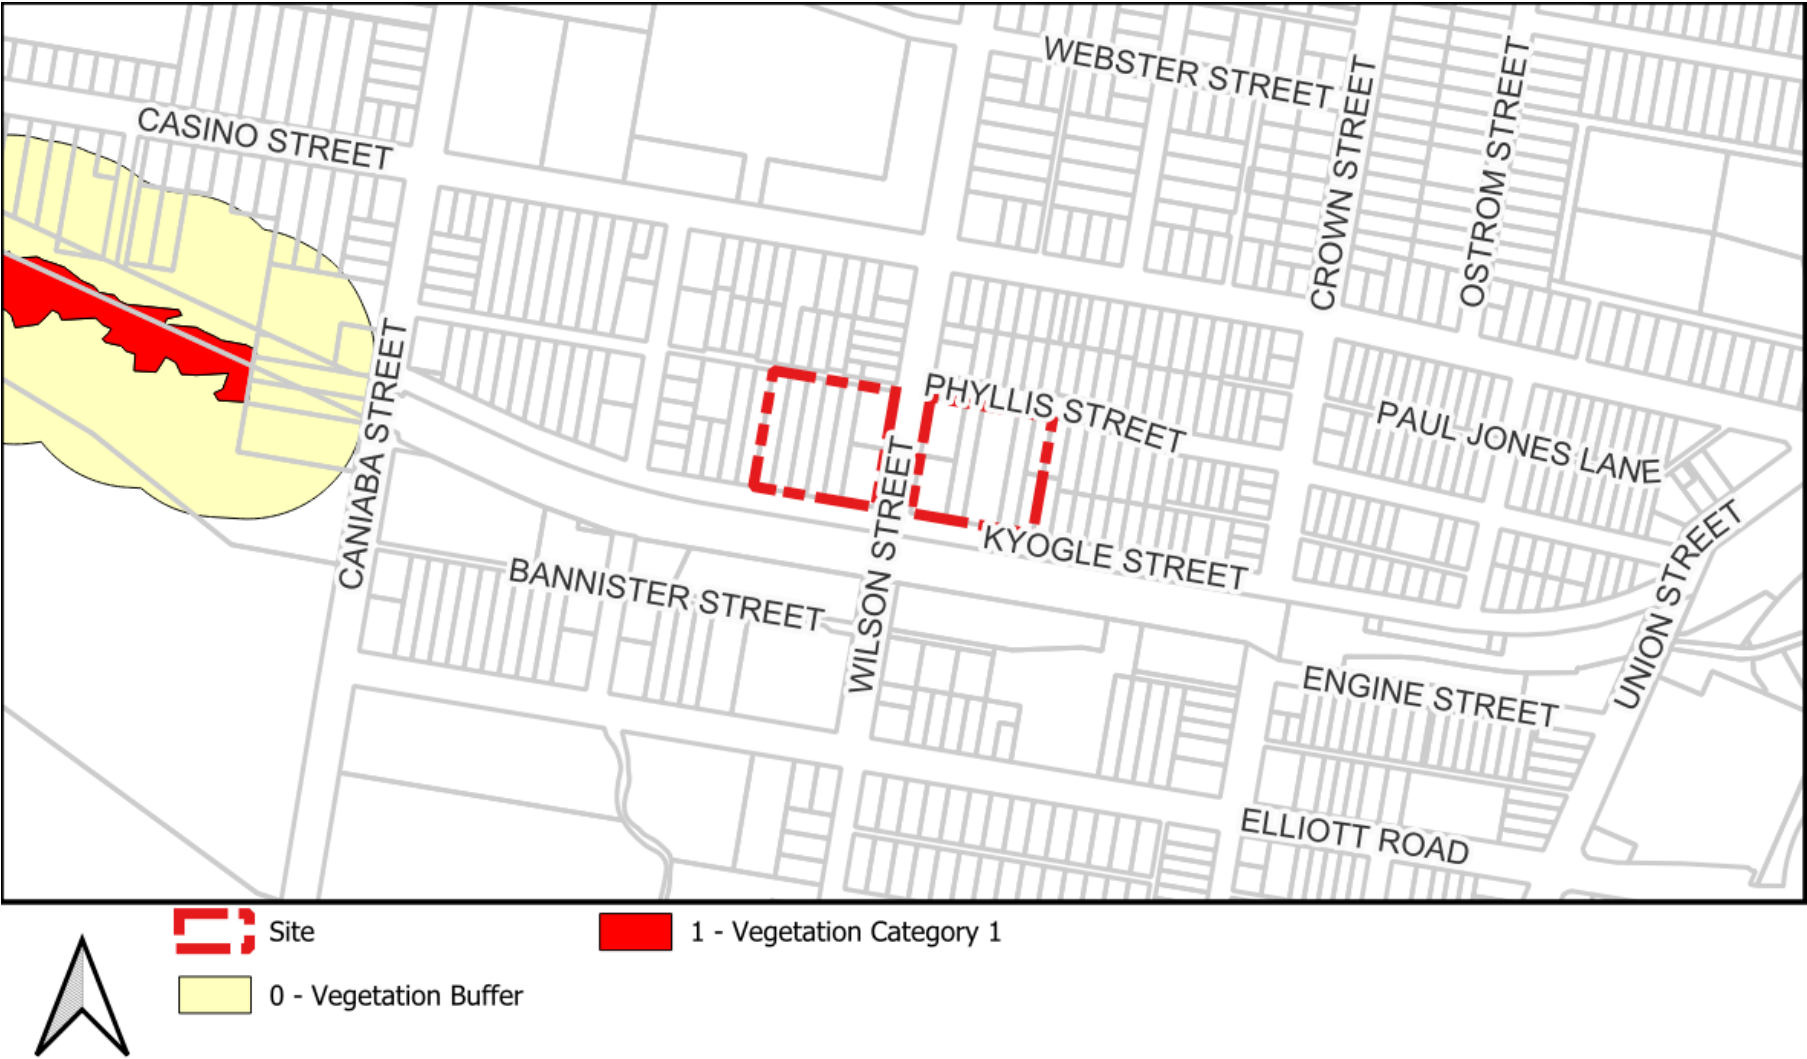 WEBSTER STREET
CASINO STREET
CROWN STREET
OSTROM STREET
PHYLLIS STREET
PAUL JONES LANE
CANIABA STREET
WILSON STREET
KYOGLE STREET
BANNISTER STREET
UNION STREET
ENGINE STREET
ELLIOTT ROAD
Site
1 - Vegetation Category 1
0 - Vegetation Buffer